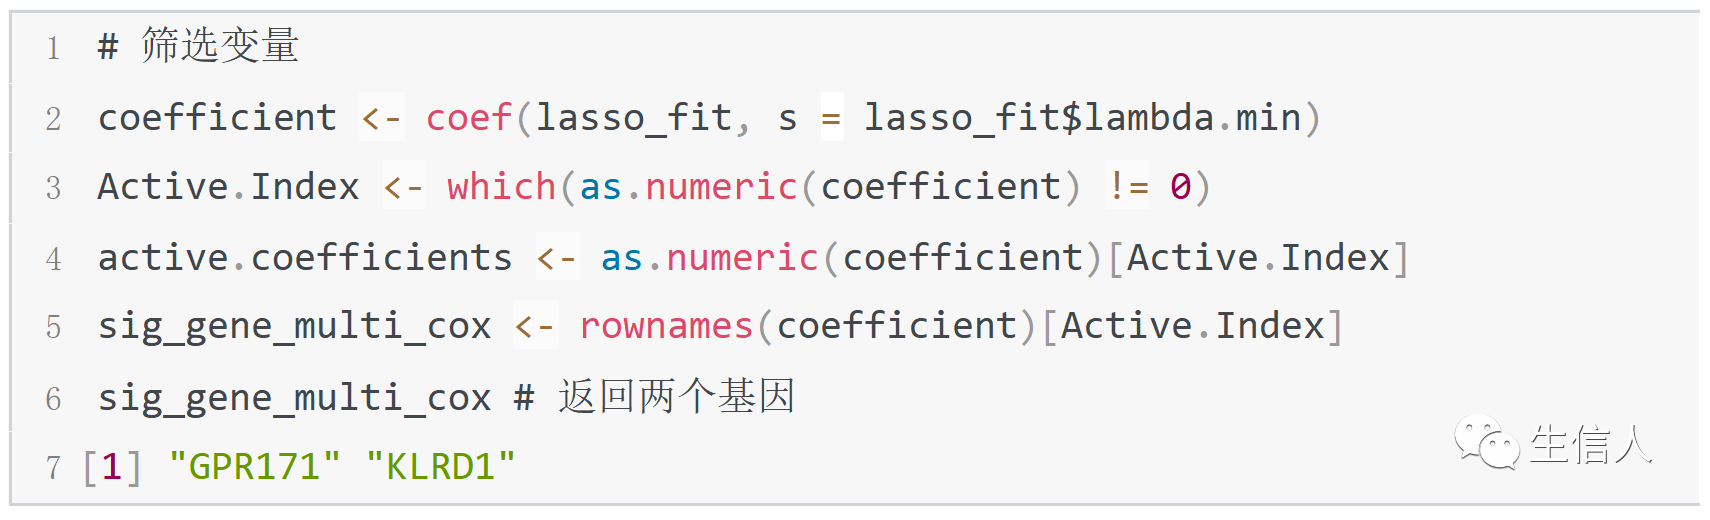 1 # 筛选变量
2 coefficient <- coef(lasso_fit, s = lasso_fit$lambda.min)
3 Active.Index <- which(as.numeric(coefficient) != 0)
4 active.coefficients <- as.numeric(coefficient)[Active.Index]
5 sig_gene_multi_cox <- rownames(coefficient)[Active.Index]
6 sig_gene_multi_cox # 返回两个基因
7 [1] "GPR171" "KLRD1"
生信人